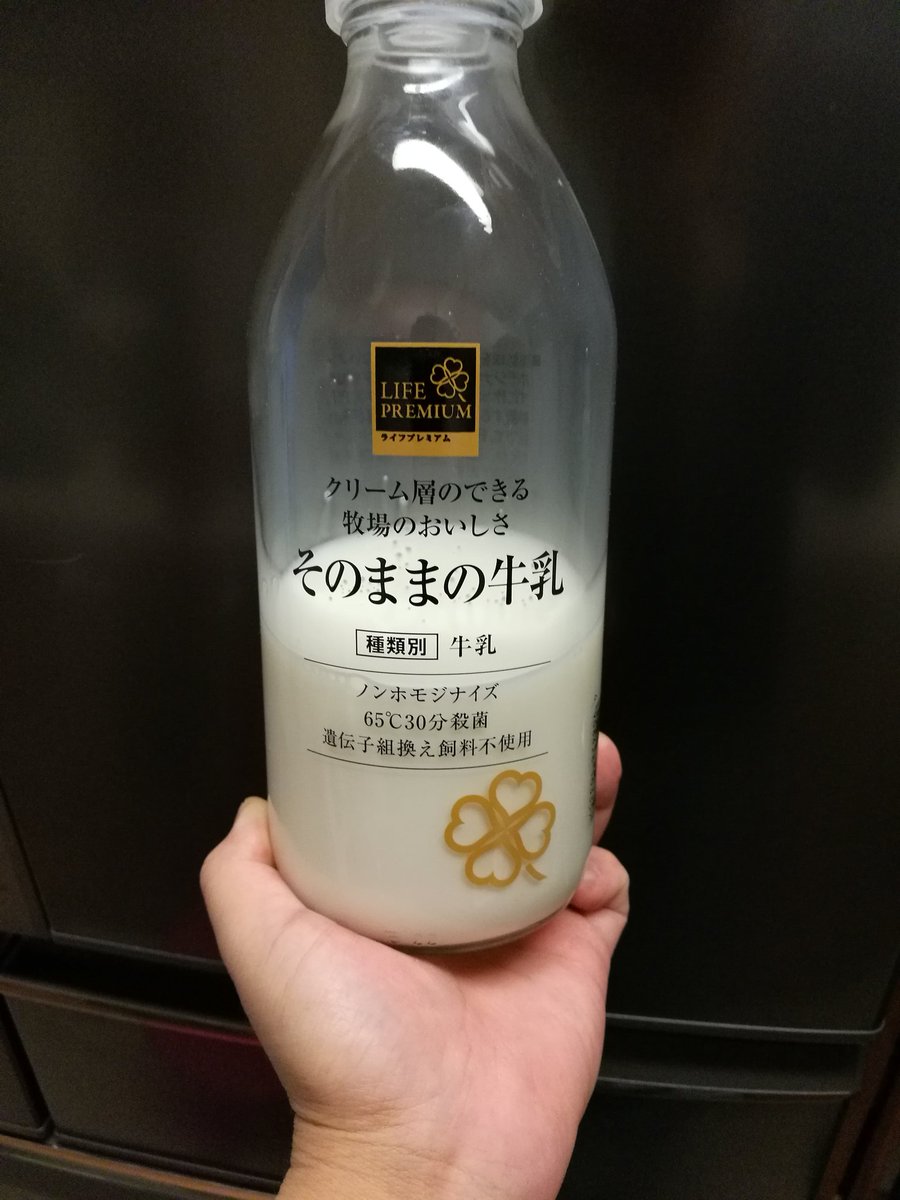 LIFE
PREMIUM
ライフプレミアム
クリーム層のできる
牧場のおいしさ
そのままの牛乳
種類別 牛乳
ノンホモジナイズ
65℃30分殺菌
遺伝子組換え飼料不使用